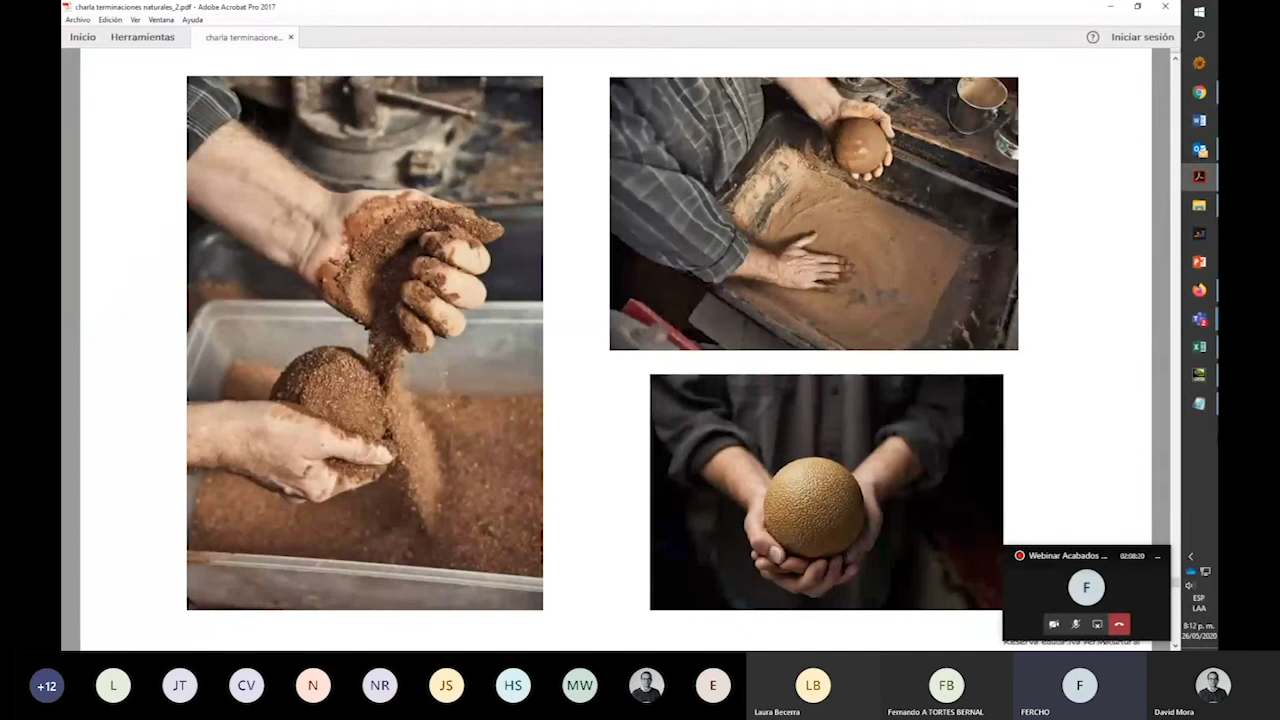 charla terminaciones naturales_2.pdf - Adobe Acrobat Pro 2017
Archivo Edición Ver Ventana Ayuda
Inicio Herramientas charla terminacione... × Iniciar sesión
Webinar Acabados ... 02:08:20
F
ESP
LAA
8:12 p. m.
26/05/2020
+12 L JT CV N NR JS HS MW E LB FB F
Laura Becerra Fernando A TORTES BERNAL FERCHO David Mora